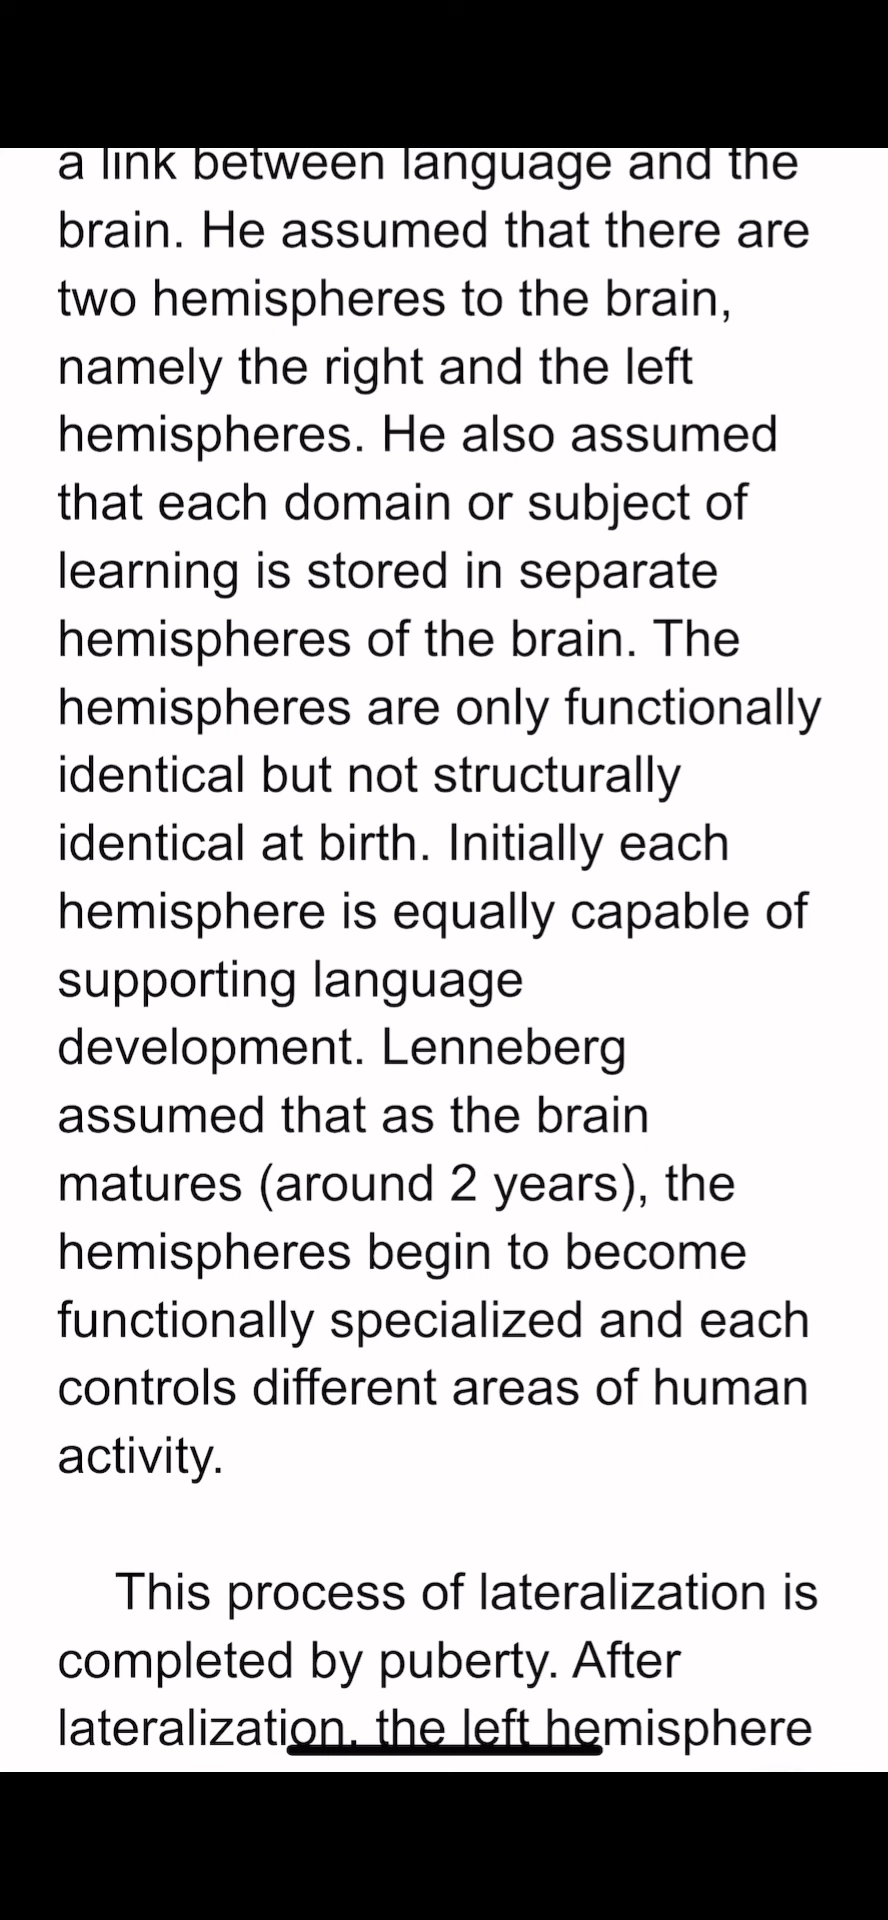 a link between language and the
brain. He assumed that there are
two hemispheres to the brain,
namely the right and the left
hemispheres. He also assumed
that each domain or subject of
learning is stored in separate
hemispheres of the brain. The
hemispheres are only functionally
identical but not structurally
identical at birth. Initially each
hemisphere is equally capable of
supporting language
development. Lenneberg
assumed that as the brain
matures (around 2 years), the
hemispheres begin to become
functionally specialized and each
controls different areas of human
activity.
This process of lateralization is
completed by puberty. After
lateralization, the left hemisphere